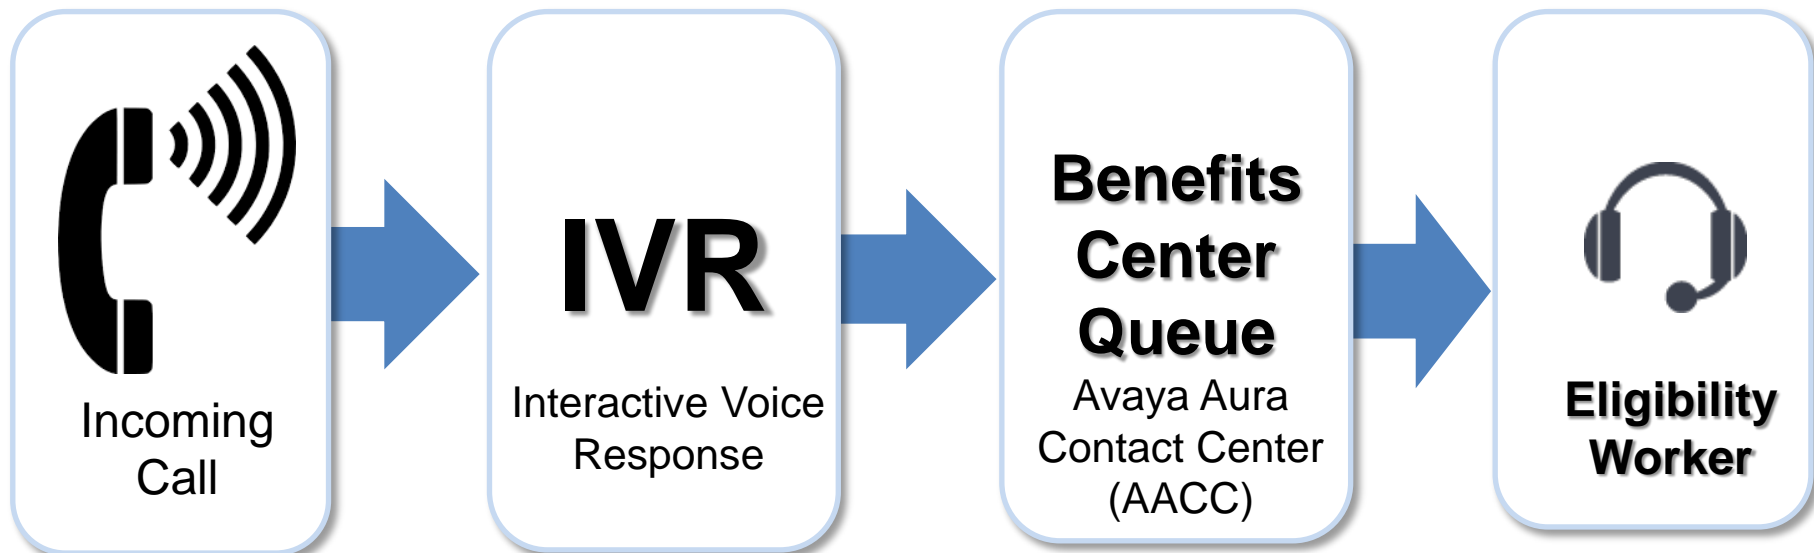 Incoming
Call
IVR
Interactive Voice
Response
Benefits
Center
Queue
Avaya Aura
Contact Center
(AACC)
Eligibility
Worker